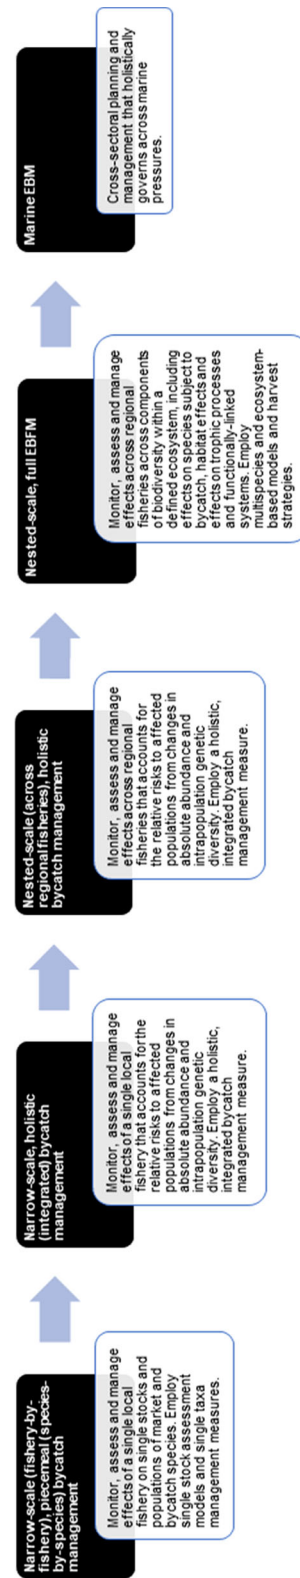 Narrow-scale (fishery-by-
fishery), piecemeal (species-
by-species) bycatch
management
Monitor, assess and manage
effects of a single local
fishery on single stocks and
populations of market and
bycatch species. Employ
single stock assessment
models and single taxa
management measures.
Narrow-scale, holistic
(integrated) bycatch
management
Monitor, assess and manage
effects of a single local
fishery that accounts for the
relative risks to affected
populations from changes in
absolute abundance and
intrapopulation genetic
diversity. Employ a holistic,
integrated bycatch
management measure.
Nested-scale (across
regional fisheries), holistic
bycatch management
Monitor, assess and manage
effects across regional
fisheries that accounts for
the relative risks to affected
populations from changes in
absolute abundance and
intrapopulation genetic
diversity. Employ a holistic,
integrated bycatch
management measure.
Nested-scale, full EBFM
Monitor, assess and manage
effects across regional
fisheries across components
of biodiversity within a
defined ecosystem, including
effects on species subject to
bycatch, habitat effects and
effects on trophic processes
and functionally-linked
systems. Employ
multispecies and ecosystem-
based models and harvest
strategies.
Marine EBM
Cross-sectoral planning and
management that holistically
governs across marine
pressures.